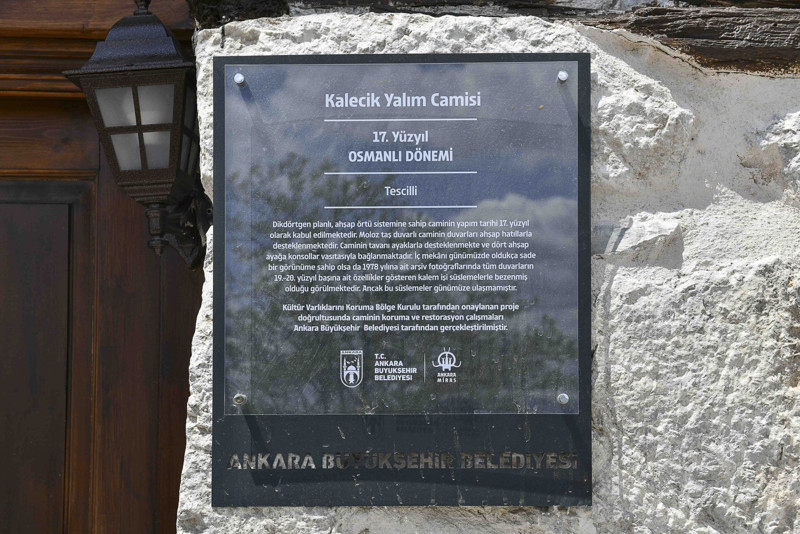 Kalecik Yalım Camisi
17. Yüzyıl
OSMANLI DÖNEMİ
Tescilli
Dikdörtgen planlı, ahşap örtü sistemine sahip caminin yapım tarihi 17. yüzyıl
olarak kabul edilmektedir. Moloz taş duvarlı caminin duvarları ahşap hatıllarla
desteklenmektedir. Caminin tavanı ayaklarla desteklenmekte ve dört ahşap
ayağa konsollar vasıtasıyla bağlanmaktadır. İç mekânı günümüzde oldukça sade
bir görünüme sahip olsa da 1978 yılına ait arşiv fotoğraflarında tüm duvarların
19.-20. yüzyıl başına ait özellikler gösteren kalem işi süslemelerle bezenmiş
olduğu görülmektedir. Ancak bu süslemeler günümüze ulaşmamıştır.
Kültür Varlıklarını Koruma Bölge Kurulu tarafından onaylanan proje
doğrultusunda caminin koruma ve restorasyon çalışmaları
Ankara Büyükşehir Belediyesi tarafından gerçekleştirilmiştir.
T.C.
ANKARA
BÜYÜKŞEHİR
BELEDİYESİ
ANKARA
MİRAS
ANKARA BÜYÜKŞEHİR BELEDİYESİ